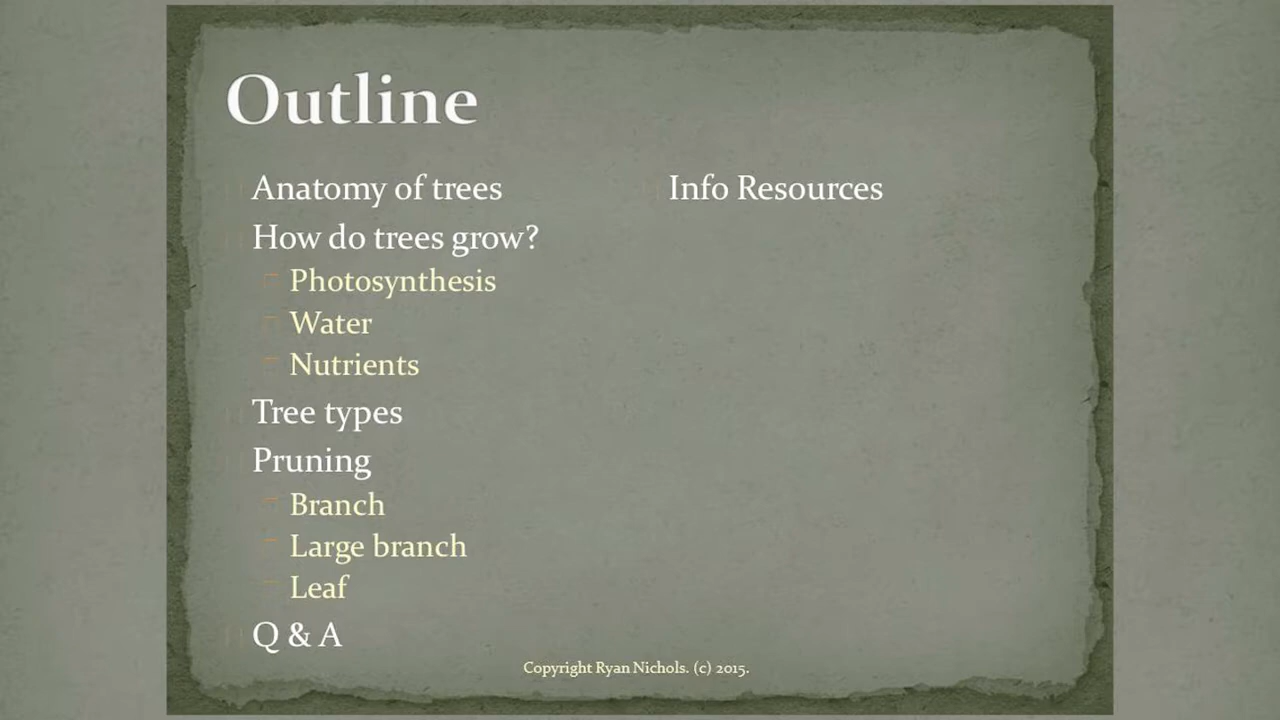 Outline
Anatomy of trees
How do trees grow?
Photosynthesis
Water
Nutrients
Tree types
Pruning
Branch
Large branch
Leaf
Q & A
Info Resources
Copyright Ryan Nichols. (c) 2015.